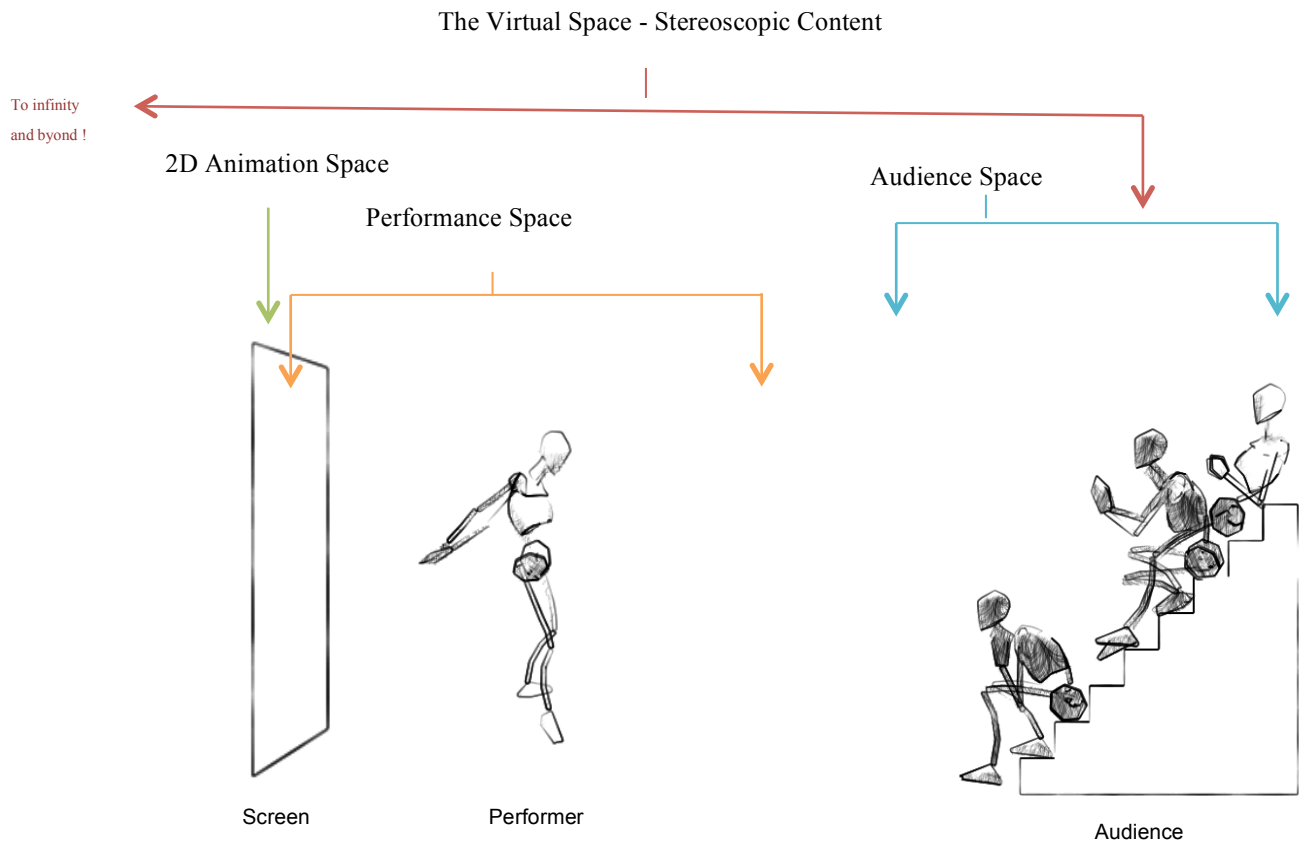 The Virtual Space - Stereoscopic Content
To infinity
and byond !
2D Animation Space
Audience Space
Performance Space
Screen
Performer
Audience